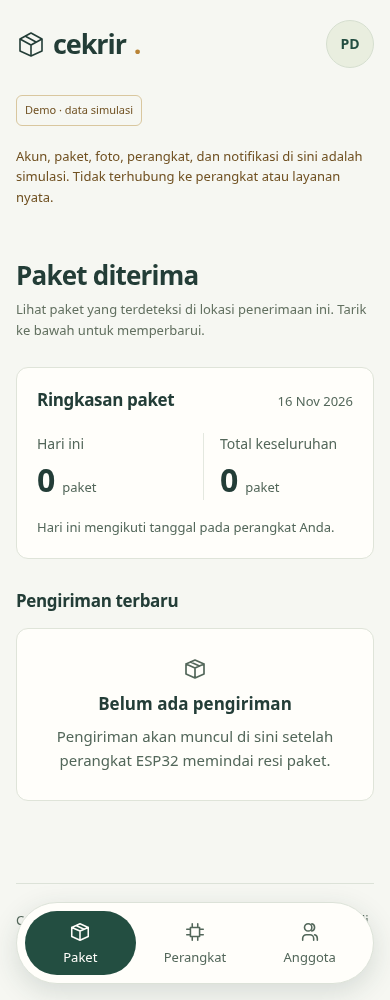 cekrir .
PD
Demo · data simulasi
Akun, paket, foto, perangkat, dan notifikasi di sini adalah
simulasi. Tidak terhubung ke perangkat atau layanan
nyata.
Paket diterima
Lihat paket yang terdeteksi di lokasi penerimaan ini. Tarik
ke bawah untuk memperbarui.
Ringkasan paket
16 Nov 2026
Hari ini
0 paket
Total keseluruhan
0 paket
Hari ini mengikuti tanggal pada perangkat Anda.
Pengiriman terbaru
Belum ada pengiriman
Pengiriman akan muncul di sini setelah
perangkat ESP32 memindai resi paket.
Paket
Perangkat
Anggota